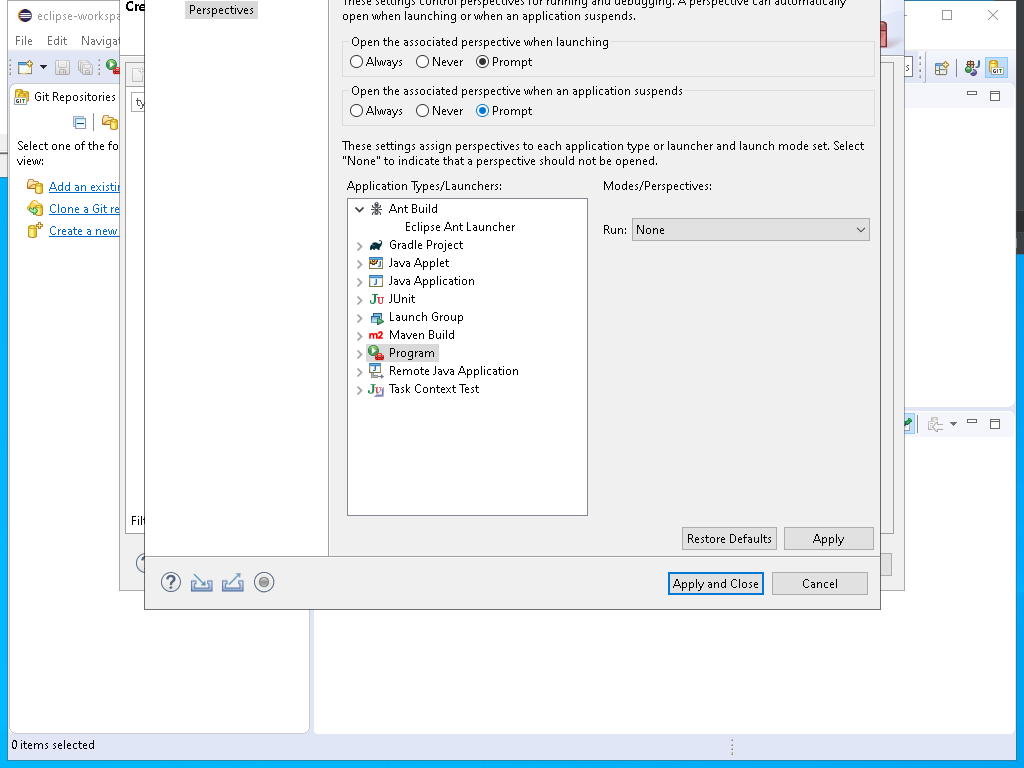 eclipse-workspa
Cre
Perspectives
These settings control perspectives for running and debugging. A perspective can automatically
open when launching or when an application suspends.
File Edit Navigat
Open the associated perspective when launching
Always Never Prompt
Open the associated perspective when an application suspends
Always Never Prompt
Git Repositories
ty
Select one of the fo
view:
Add an existin
Clone a Git re
Create a new
These settings assign perspectives to each application type or launcher and launch mode set. Select
"None" to indicate that a perspective should not be opened.
Application Types/Launchers:
Modes/Perspectives:
Ant Build
Eclipse Ant Launcher
Gradle Project
Java Applet
Java Application
JUnit
Launch Group
Maven Build
Program
Remote Java Application
Task Context Test
Run: None
Filt
Restore Defaults Apply
Apply and Close Cancel
0 items selected